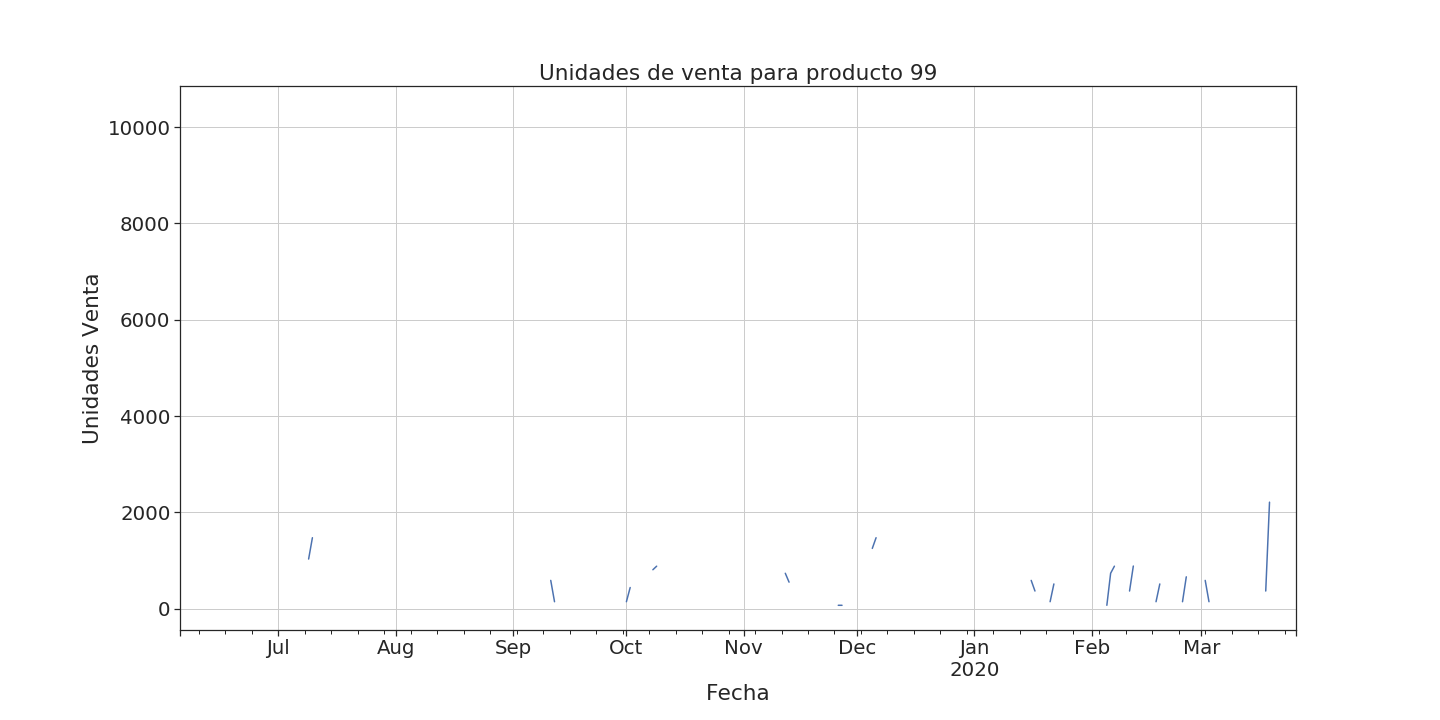 Unidades de venta para producto 99
10000
8000
6000
4000
2000
0
Unidades Venta
Jul Aug Sep Oct Nov Dec Jan Feb Mar
2020
Fecha